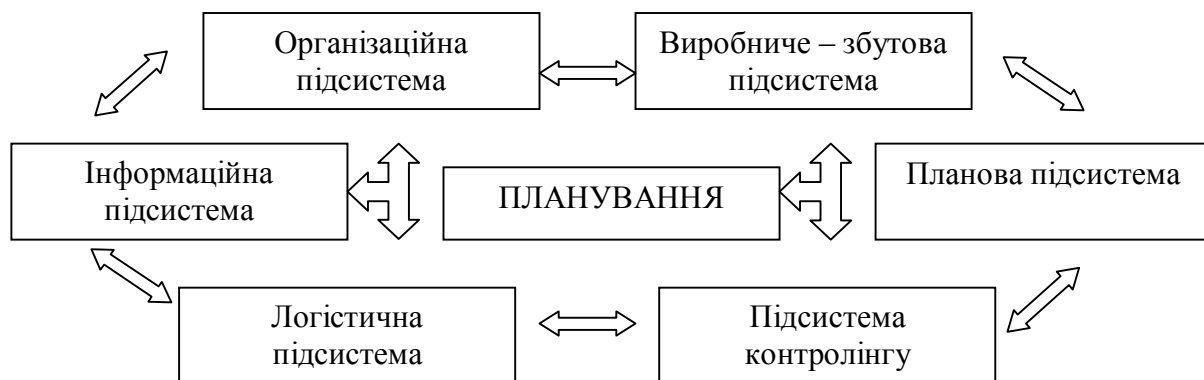 Організаційна
підсистема
Виробниче – збутова
підсистема
Інформаційна
підсистема
ПЛАНУВАННЯ
Планова підсистема
Логістична
підсистема
Підсистема
контролінгу